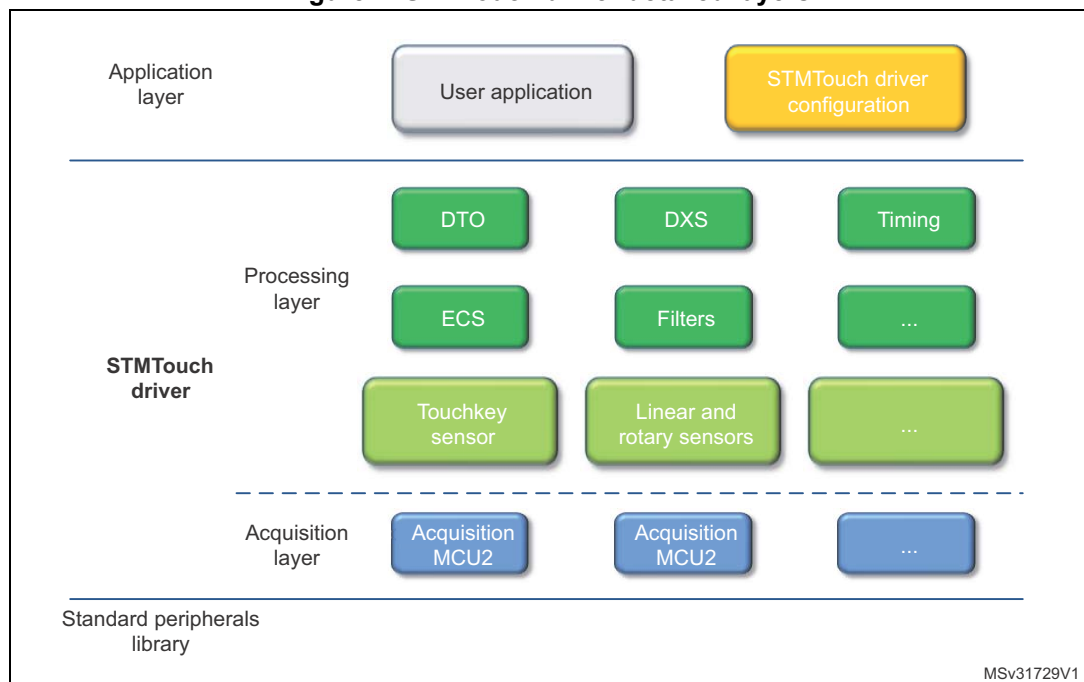 Application
layer
User application
STMTouch driver
configuration
DTO
DXS
Timing
Processing
layer
ECS
Filters
...
STMTouch
driver
Touchkey
sensor
Linear and
rotary sensors
...
Acquisition
layer
Acquisition
MCU2
Acquisition
MCU2
...
Standard peripherals
library
MSv31729V1